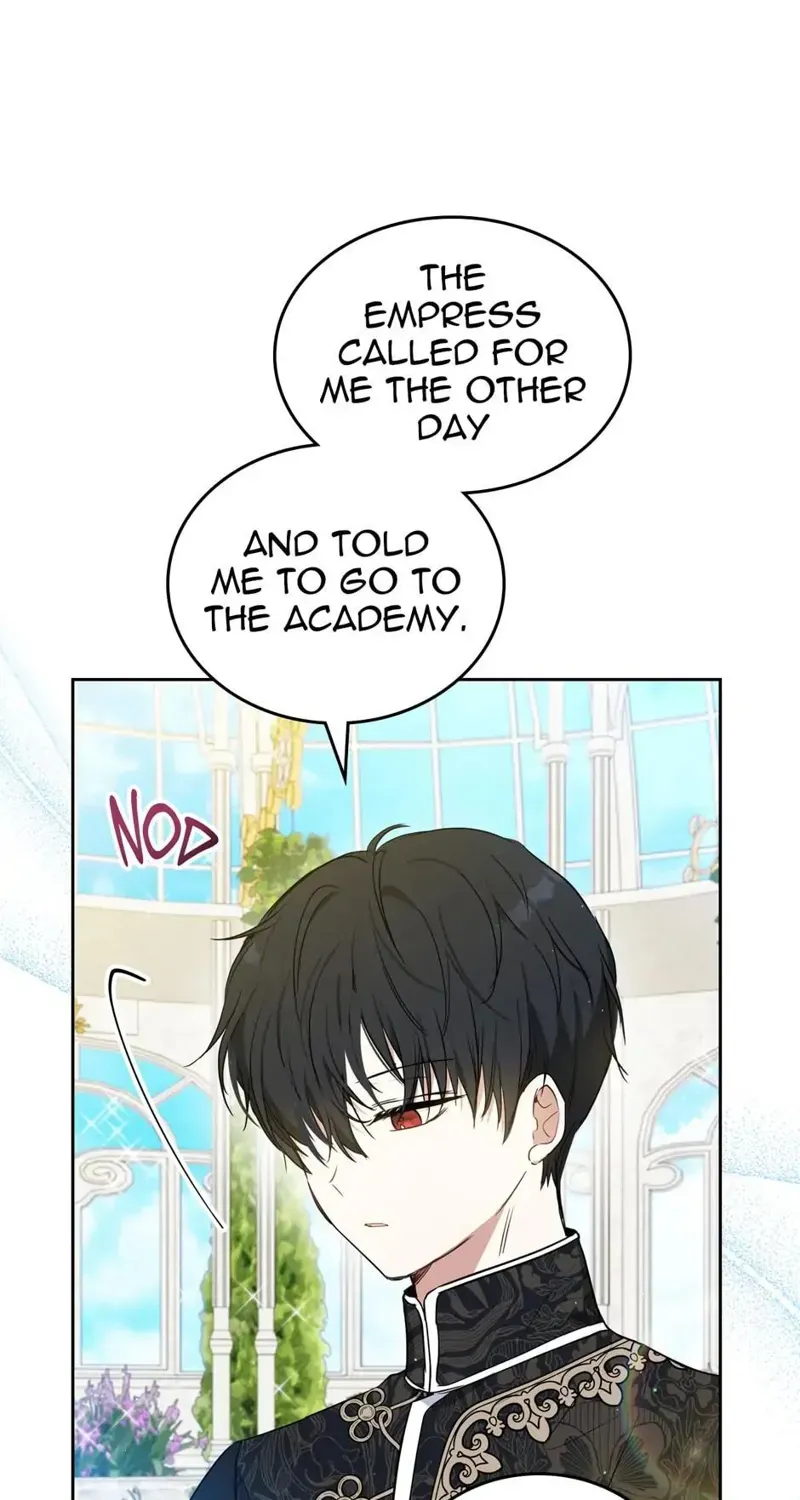 THE
EMPRESS
CALLED FOR
ME THE OTHER
DAY
AND TOLD
ME TO GO TO
THE ACADEMY.
NOD